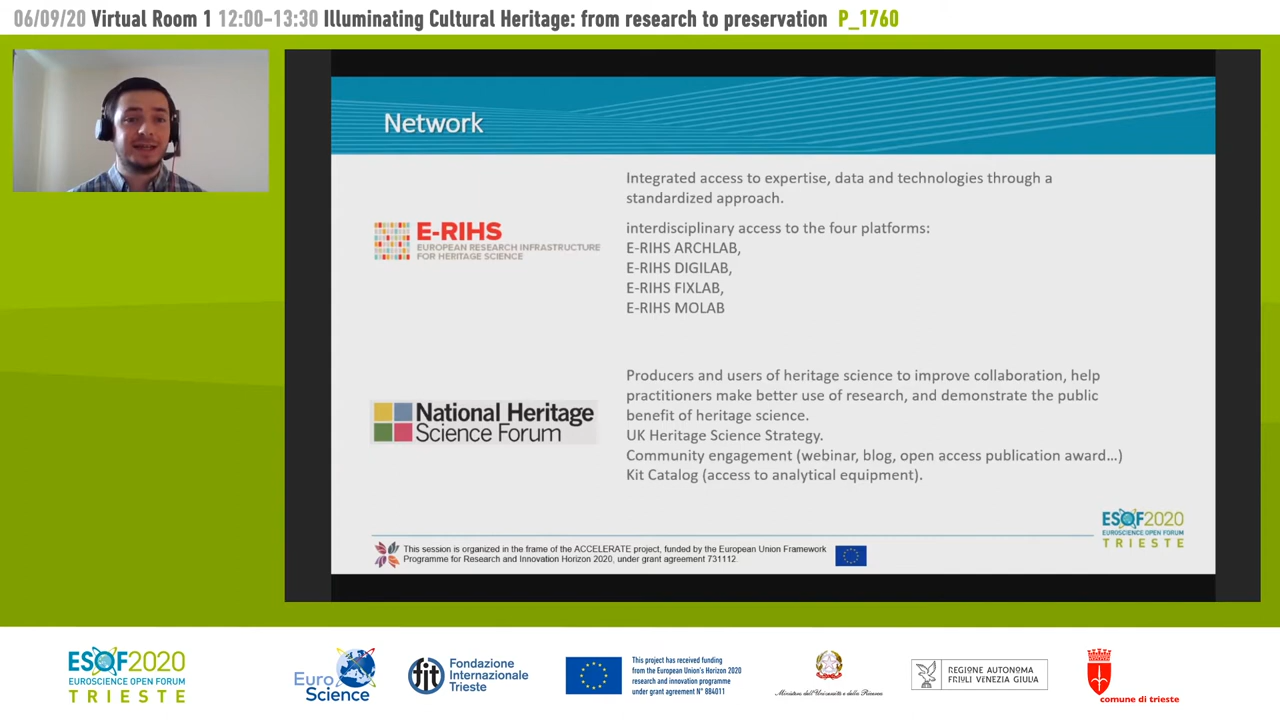 06/09/20 Virtual Room 1 12:00-13:30 Illuminating Cultural Heritage: from research to preservation P_1760
Network
Integrated access to expertise, data and technologies through a
standardized approach.
E-RIHS
EUROPEAN RESEARCH INFRASTRUCTURE
FOR HERITAGE SCIENCE
interdisciplinary access to the four platforms:
E-RIHS ARCHLAB,
E-RIHS DIGILAB,
E-RIHS FIXLAB,
E-RIHS MOLAB
National Heritage
Science Forum
Producers and users of heritage science to improve collaboration, help
practitioners make better use of research, and demonstrate the public
benefit of heritage science.
UK Heritage Science Strategy.
Community engagement (webinar, blog, open access publication award…)
Kit Catalog (access to analytical equipment).
ESOF2020
EUROSCIENCE OPEN FORUM
TRIESTE
This session is organized in the frame of the ACCELERATE project, funded by the European Union Framework
Programme for Research and Innovation Horizon 2020, under grant agreement 731112.
ESOF2020
EUROSCIENCE OPEN FORUM
TRIESTE
Euro
Science
fit
Fondazione
Internazionale
Trieste
This project has received funding
from the European Union's Horizon 2020
research and innovation programme
under grant agreement N° 884011
Ministero dell'Università e della Ricerca
REGIONE AUTONOMA
FRIULI VENEZIA GIULIA
comune di trieste